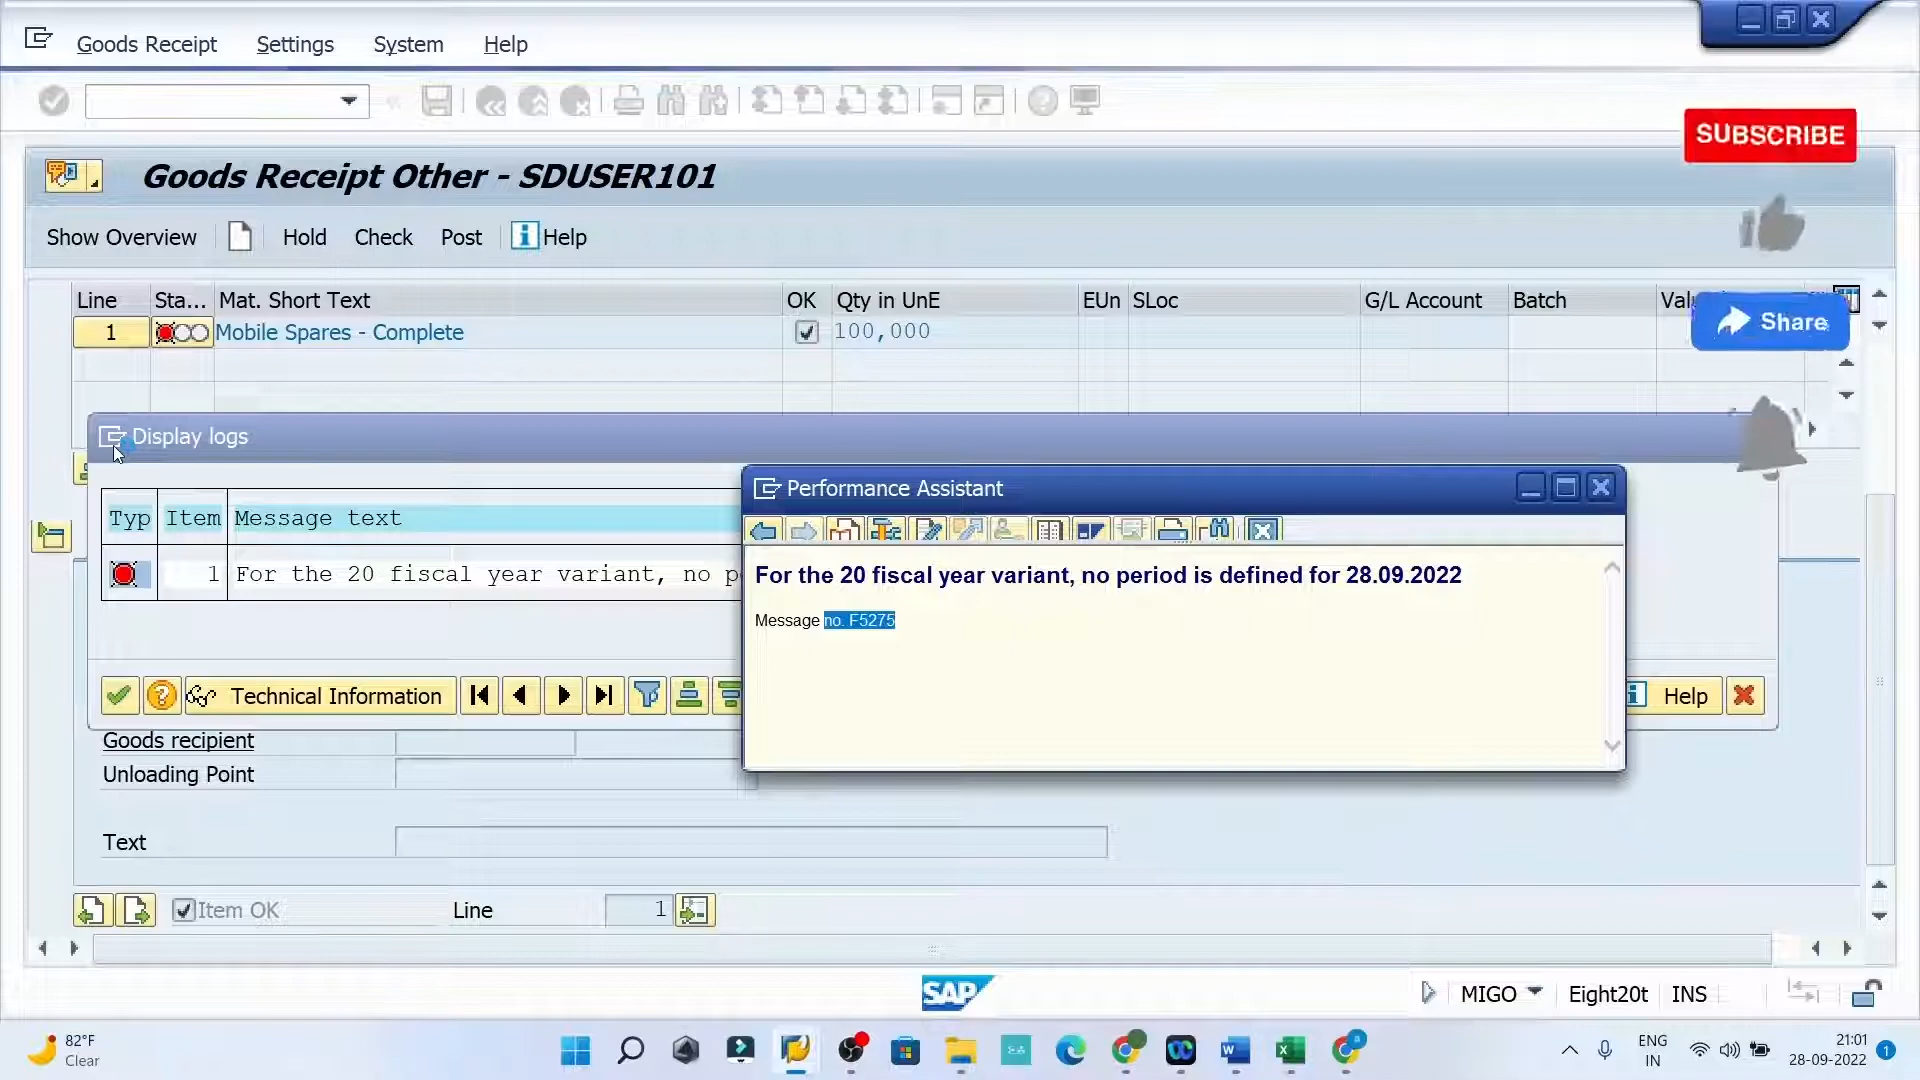 Goods Receipt Settings System Help
SUBSCRIBE
Goods Receipt Other - SDUSER101
Show Overview Hold Check Post Help
Line Sta... Mat. Short Text OK Qty in UnE EUn SLoc G/L Account Batch
1 Mobile Spares - Complete 100,000
Share
Display logs
Performance Assistant
Typ Item Message text
1 For the 20 fiscal year variant, no
For the 20 fiscal year variant, no period is defined for 28.09.2022
Message no. F5275
Technical Information
Help
Goods recipient
Unloading Point
Text
Item OK Line 1
SAP
MIGO Eight20t INS
82°F
Clear
ENG
IN
21:01
28-09-2022
1